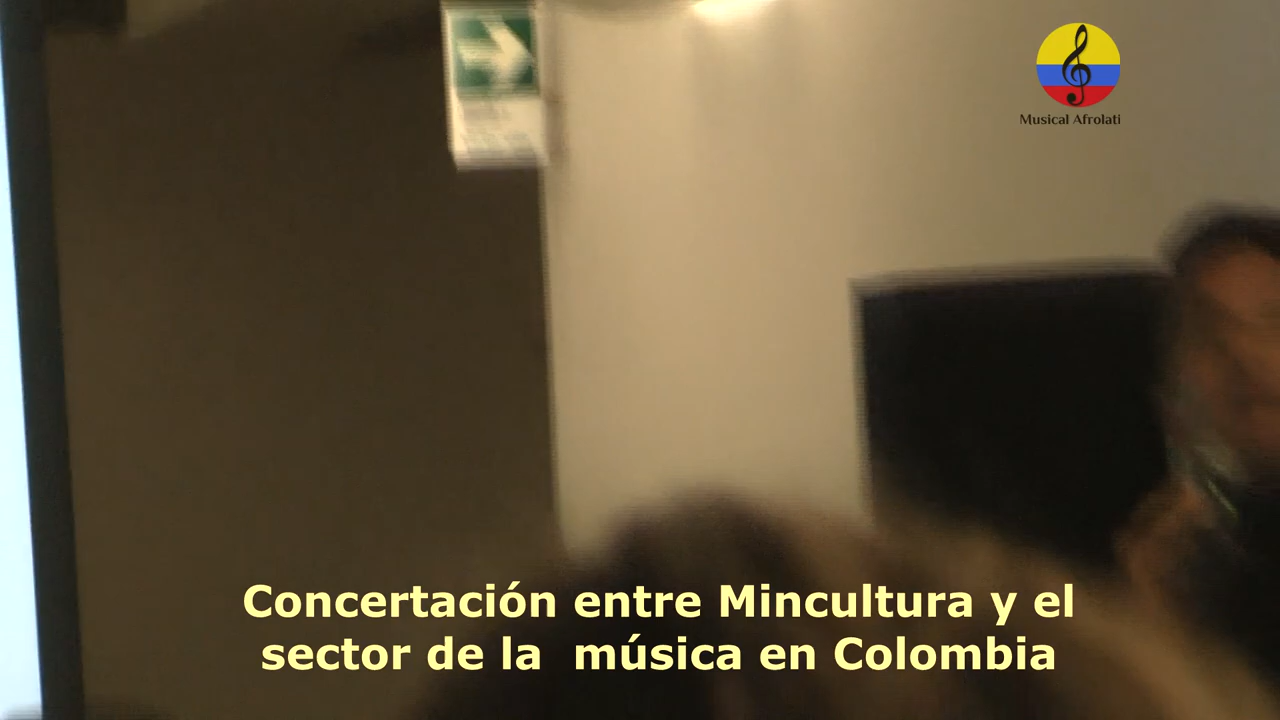 Musical Afrolati
Concertación entre Mincultura y el
sector de la  música en Colombia